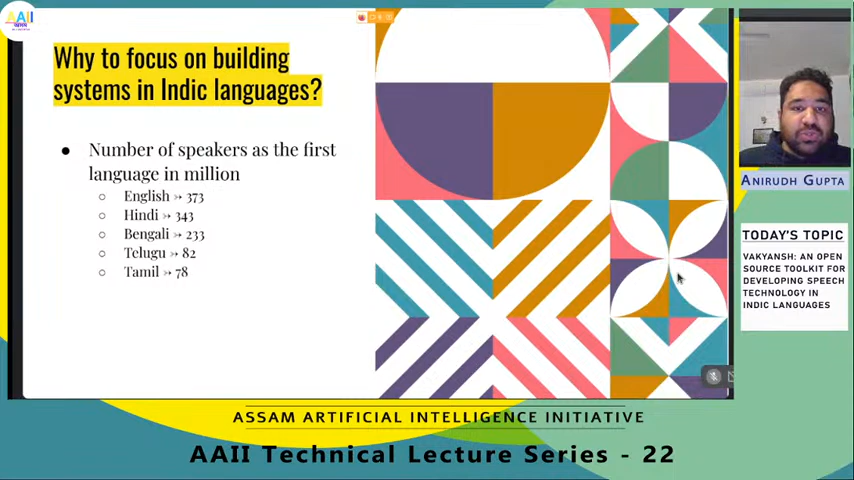 AAII
Why to focus on building
systems in Indic languages?
● Number of speakers as the first
language in million
○ English ➳ 373
○ Hindi ➳ 343
○ Bengali ➳ 233
○ Telugu ➳ 82
○ Tamil ➳ 78
ANIRUDH GUPTA
TODAY'S TOPIC
VAKYANSH: AN OPEN
SOURCE TOOLKIT FOR
DEVELOPING SPEECH
TECHNOLOGY IN
INDIC LANGUAGES
ASSAM ARTIFICIAL INTELLIGENCE INITIATIVE
AAII Technical Lecture Series - 22